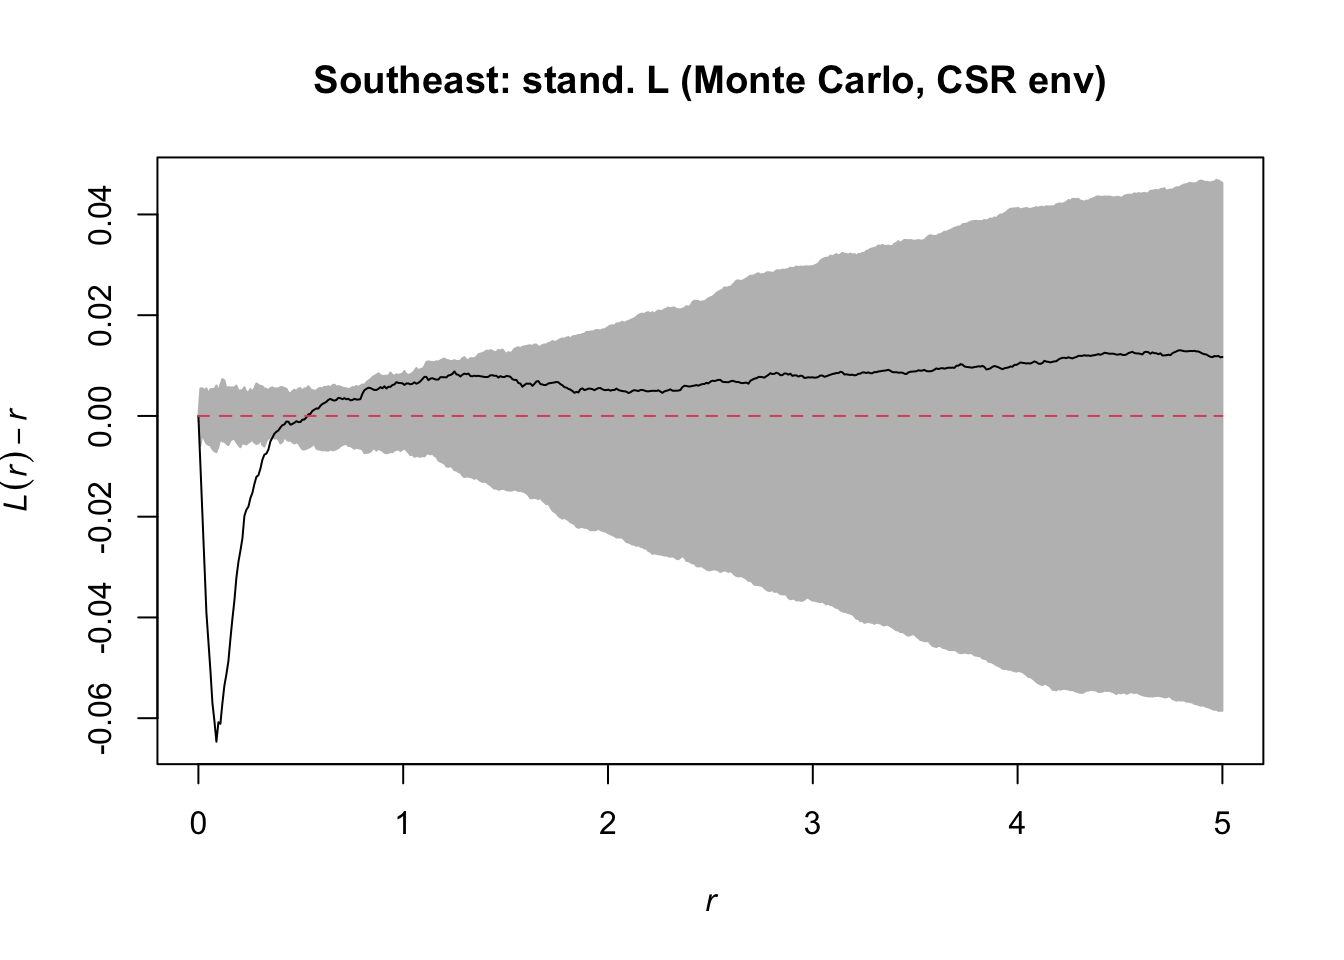 Southeast: stand. L (Monte Carlo, CSR env)
L(r) − r
0.04
0.02
0.00
-0.02
-0.04
-0.06
0 1 2 3 4 5
r